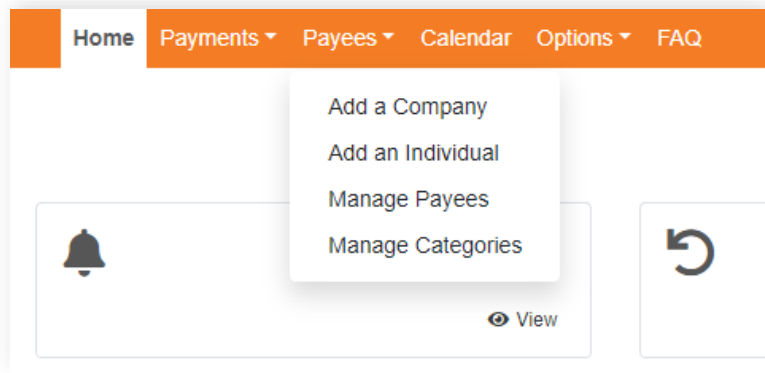 Home Payments Payees Calendar Options FAQ
Add a Company
Add an Individual
Manage Payees
Manage Categories
View